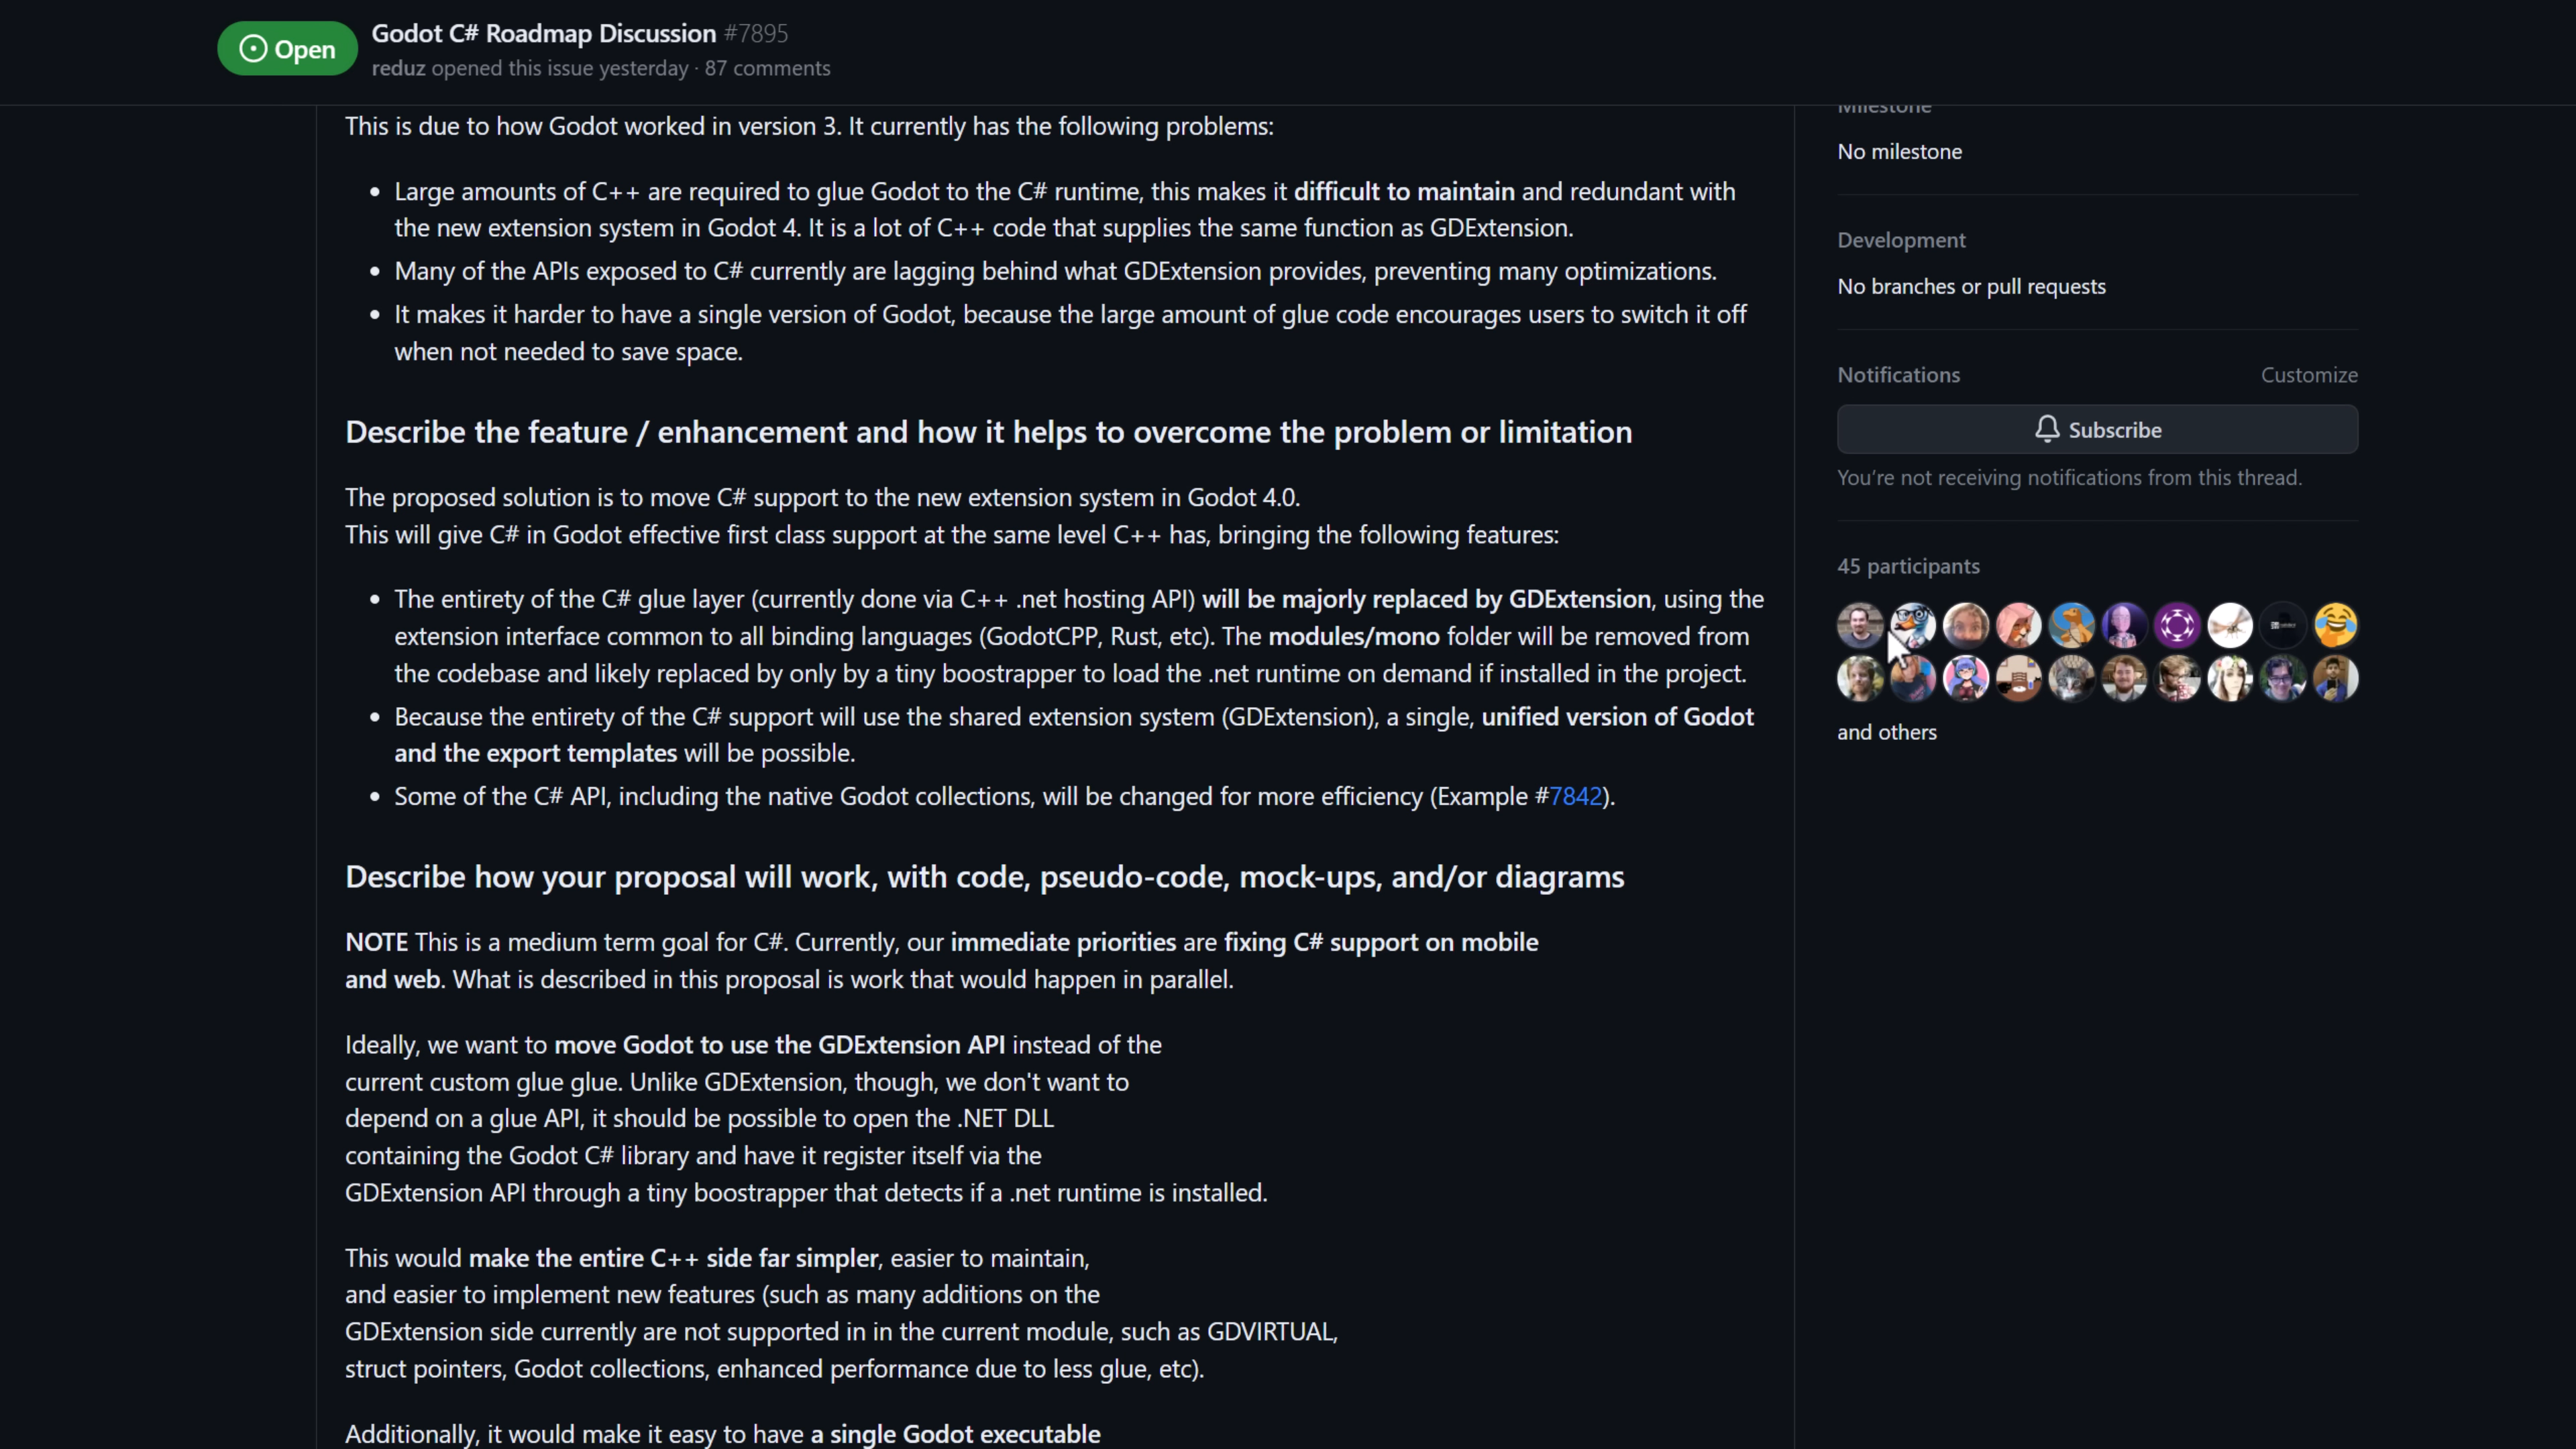 Open
Godot C# Roadmap Discussion #7895
reduz opened this issue yesterday · 87 comments
This is due to how Godot worked in version 3. It currently has the following problems:
• Large amounts of C++ are required to glue Godot to the C# runtime, this makes it difficult to maintain and redundant with
the new extension system in Godot 4. It is a lot of C++ code that supplies the same function as GDExtension.
• Many of the APIs exposed to C# currently are lagging behind what GDExtension provides, preventing many optimizations.
• It makes it harder to have a single version of Godot, because the large amount of glue code encourages users to switch it off
when not needed to save space.
Describe the feature / enhancement and how it helps to overcome the problem or limitation
The proposed solution is to move C# support to the new extension system in Godot 4.0.
This will give C# in Godot effective first class support at the same level C++ has, bringing the following features:
• The entirety of the C# glue layer (currently done via C++ .net hosting API) will be majorly replaced by GDExtension, using the
extension interface common to all binding languages (GodotCPP, Rust, etc). The modules/mono folder will be removed from
the codebase and likely replaced by only by a tiny boostrapper to load the .net runtime on demand if installed in the project.
• Because the entirety of the C# support will use the shared extension system (GDExtension), a single, unified version of Godot
and the export templates will be possible.
• Some of the C# API, including the native Godot collections, will be changed for more efficiency (Example #7842).
Describe how your proposal will work, with code, pseudo-code, mock-ups, and/or diagrams
NOTE This is a medium term goal for C#. Currently, our immediate priorities are fixing C# support on mobile
and web. What is described in this proposal is work that would happen in parallel.
Ideally, we want to move Godot to use the GDExtension API instead of the
current custom glue glue. Unlike GDExtension, though, we don't want to
depend on a glue API, it should be possible to open the .NET DLL
containing the Godot C# library and have it register itself via the
GDExtension API through a tiny boostrapper that detects if a .net runtime is installed.
This would make the entire C++ side far simpler, easier to maintain,
and easier to implement new features (such as many additions on the
GDExtension side currently are not supported in in the current module, such as GDVIRTUAL,
struct pointers, Godot collections, enhanced performance due to less glue, etc).
Additionally, it would make it easy to have a single Godot executable
Milestone
No milestone
Development
No branches or pull requests
Notifications Customize
Subscribe
You're not receiving notifications from this thread.
45 participants
and others